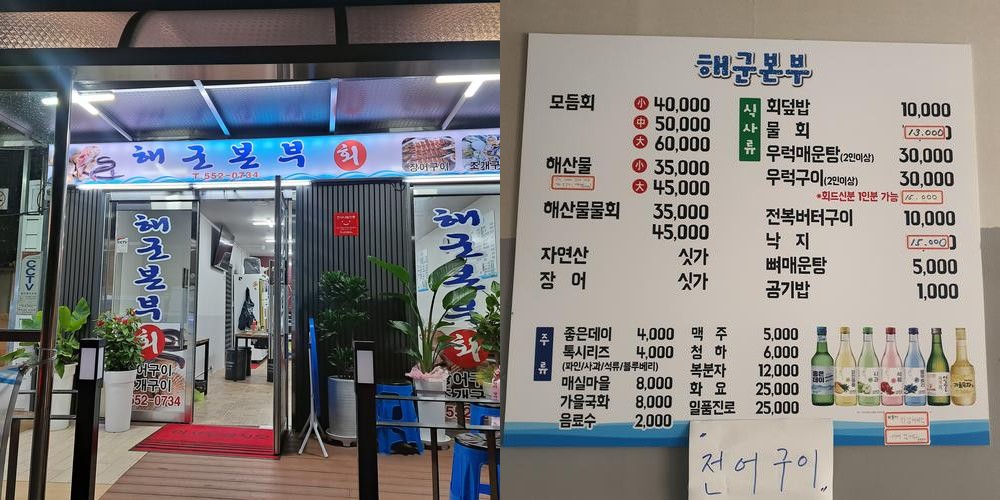 해군본부 회
T.552-0734
장어구이
조개구
해군본부
회
어구이
개구이
552-0734
CCTV
해군본부
회
해군본부
모둠회 小 40,000
中 50,000
大 60,000
해산물 小 35,000
大 45,000
해산물물회 35,000
45,000
자연산 싯가
장 어 싯가
식사류
회덮밥 10,000
물 회 13.000
우럭매운탕(2인이상) 30,000
우럭구이(2인이상) 30,000
*회드신분 1인분 가능 15.000
전복버터구이 10,000
낙 지 15.000
뼈매운탕 5,000
공기밥 1,000
주류
좋은데이 4,000
톡시리즈 4,000
(파인/사과/석류/블루베리)
매실마을 8,000
가을국화 8,000
음료수 2,000
맥 주 5,000
청 하 6,000
복분자 12,000
화 요 25,000
일품진로 25,000
전어구이